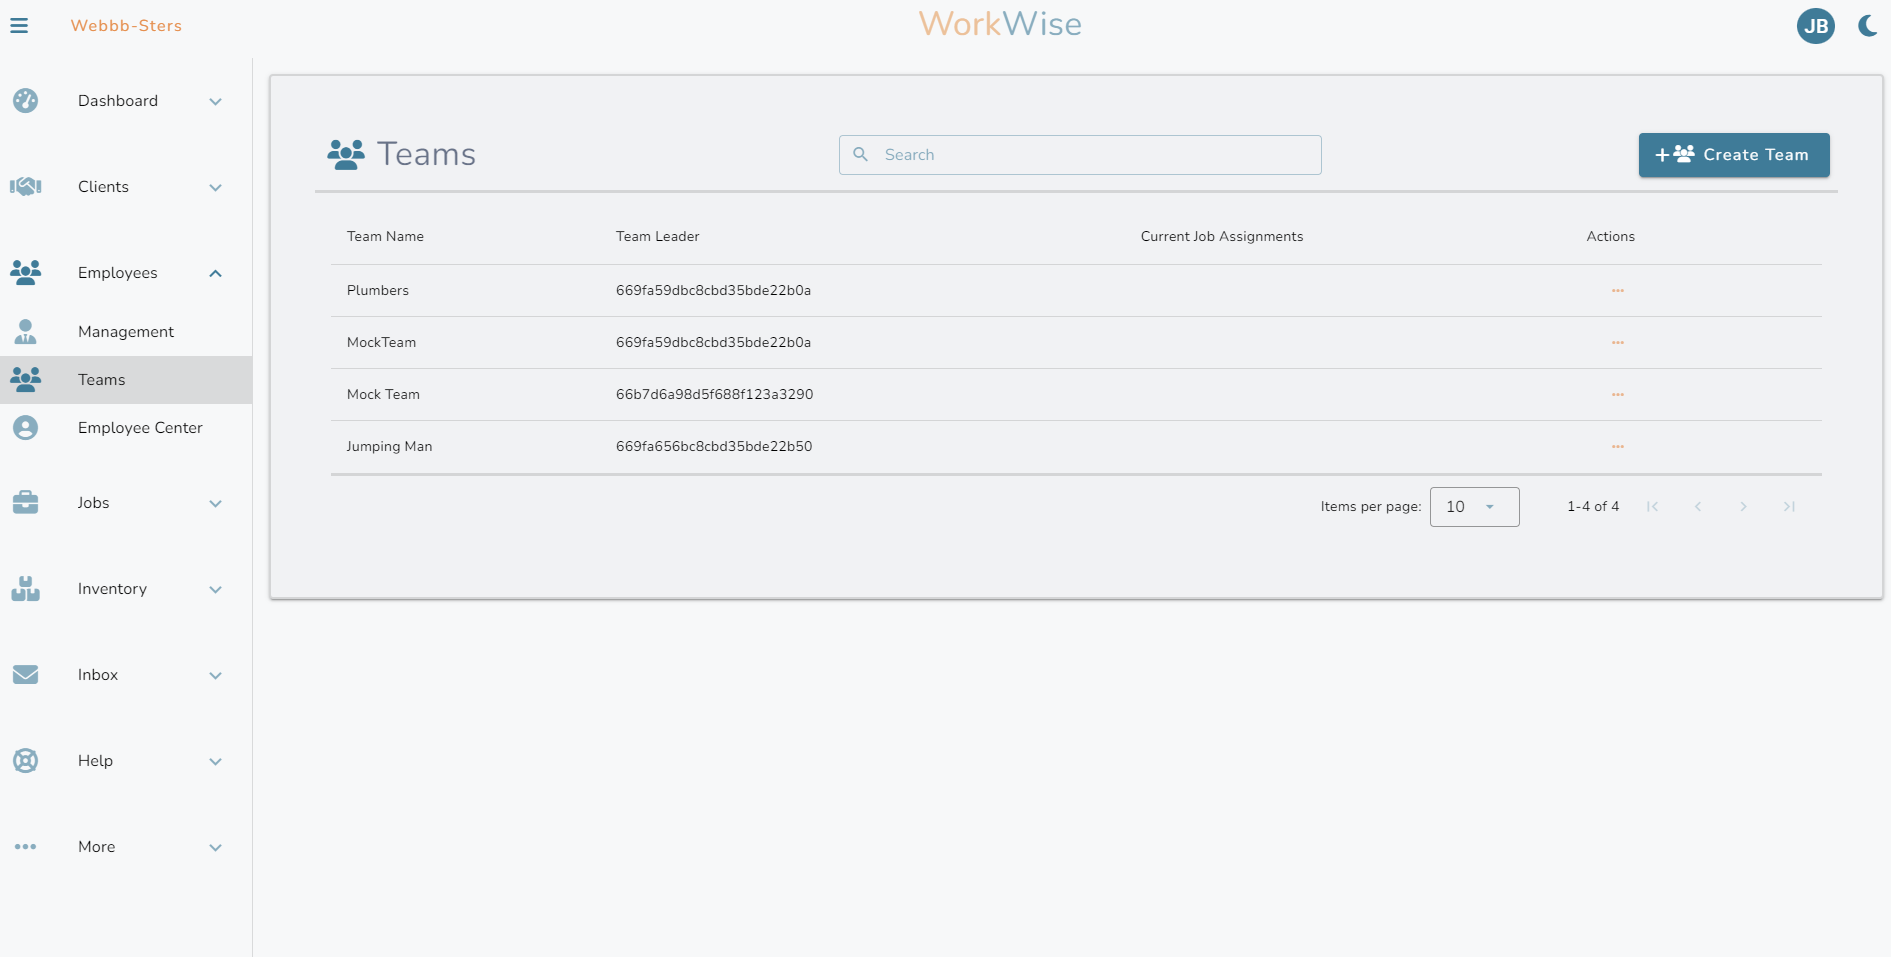 Webbb-Sters
WorkWise
JB
Dashboard
Clients
Employees
Management
Teams
Employee Center
Jobs
Inventory
Inbox
Help
More
Teams
Search
Create Team
Team Name Team Leader Current Job Assignments Actions
Plumbers 669fa59dbc8cbd35bde22b0a
MockTeam 669fa59dbc8cbd35bde22b0a
Mock Team 66b7d6a98d5f688f123a3290
Jumping Man 669fa656bc8cbd35bde22b50
Items per page: 10 1-4 of 4